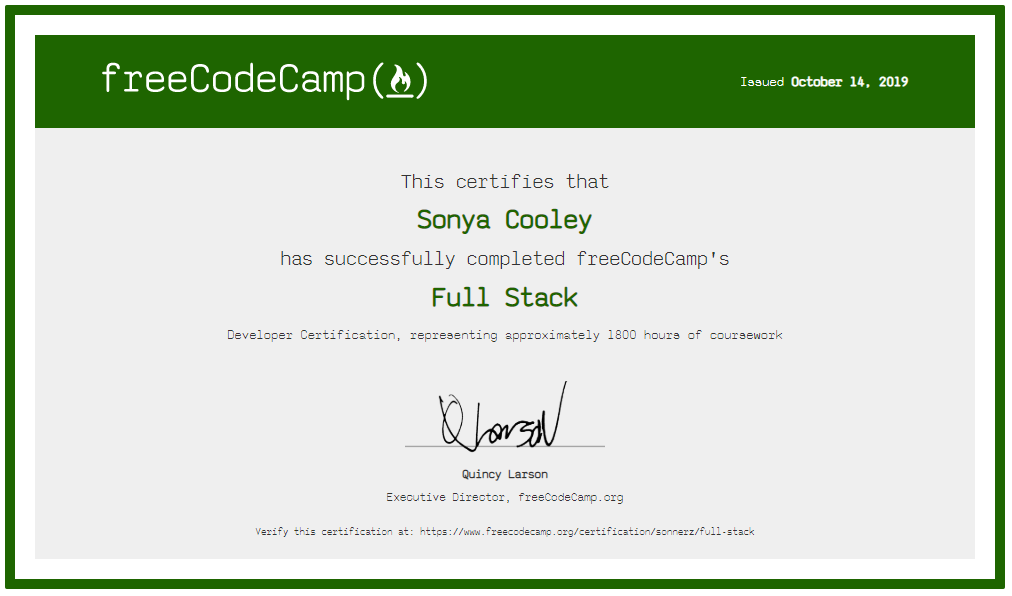 freeCodeCamp(🔥)
Issued October 14, 2019
This certifies that
Sonya Cooley
has successfully completed freeCodeCamp's
Full Stack
Developer Certification, representing approximately 1800 hours of coursework
QLarson
Quincy Larson
Executive Director, freeCodeCamp.org
Verify this certification at: https://www.freecodecamp.org/certification/sonnerz/full-stack